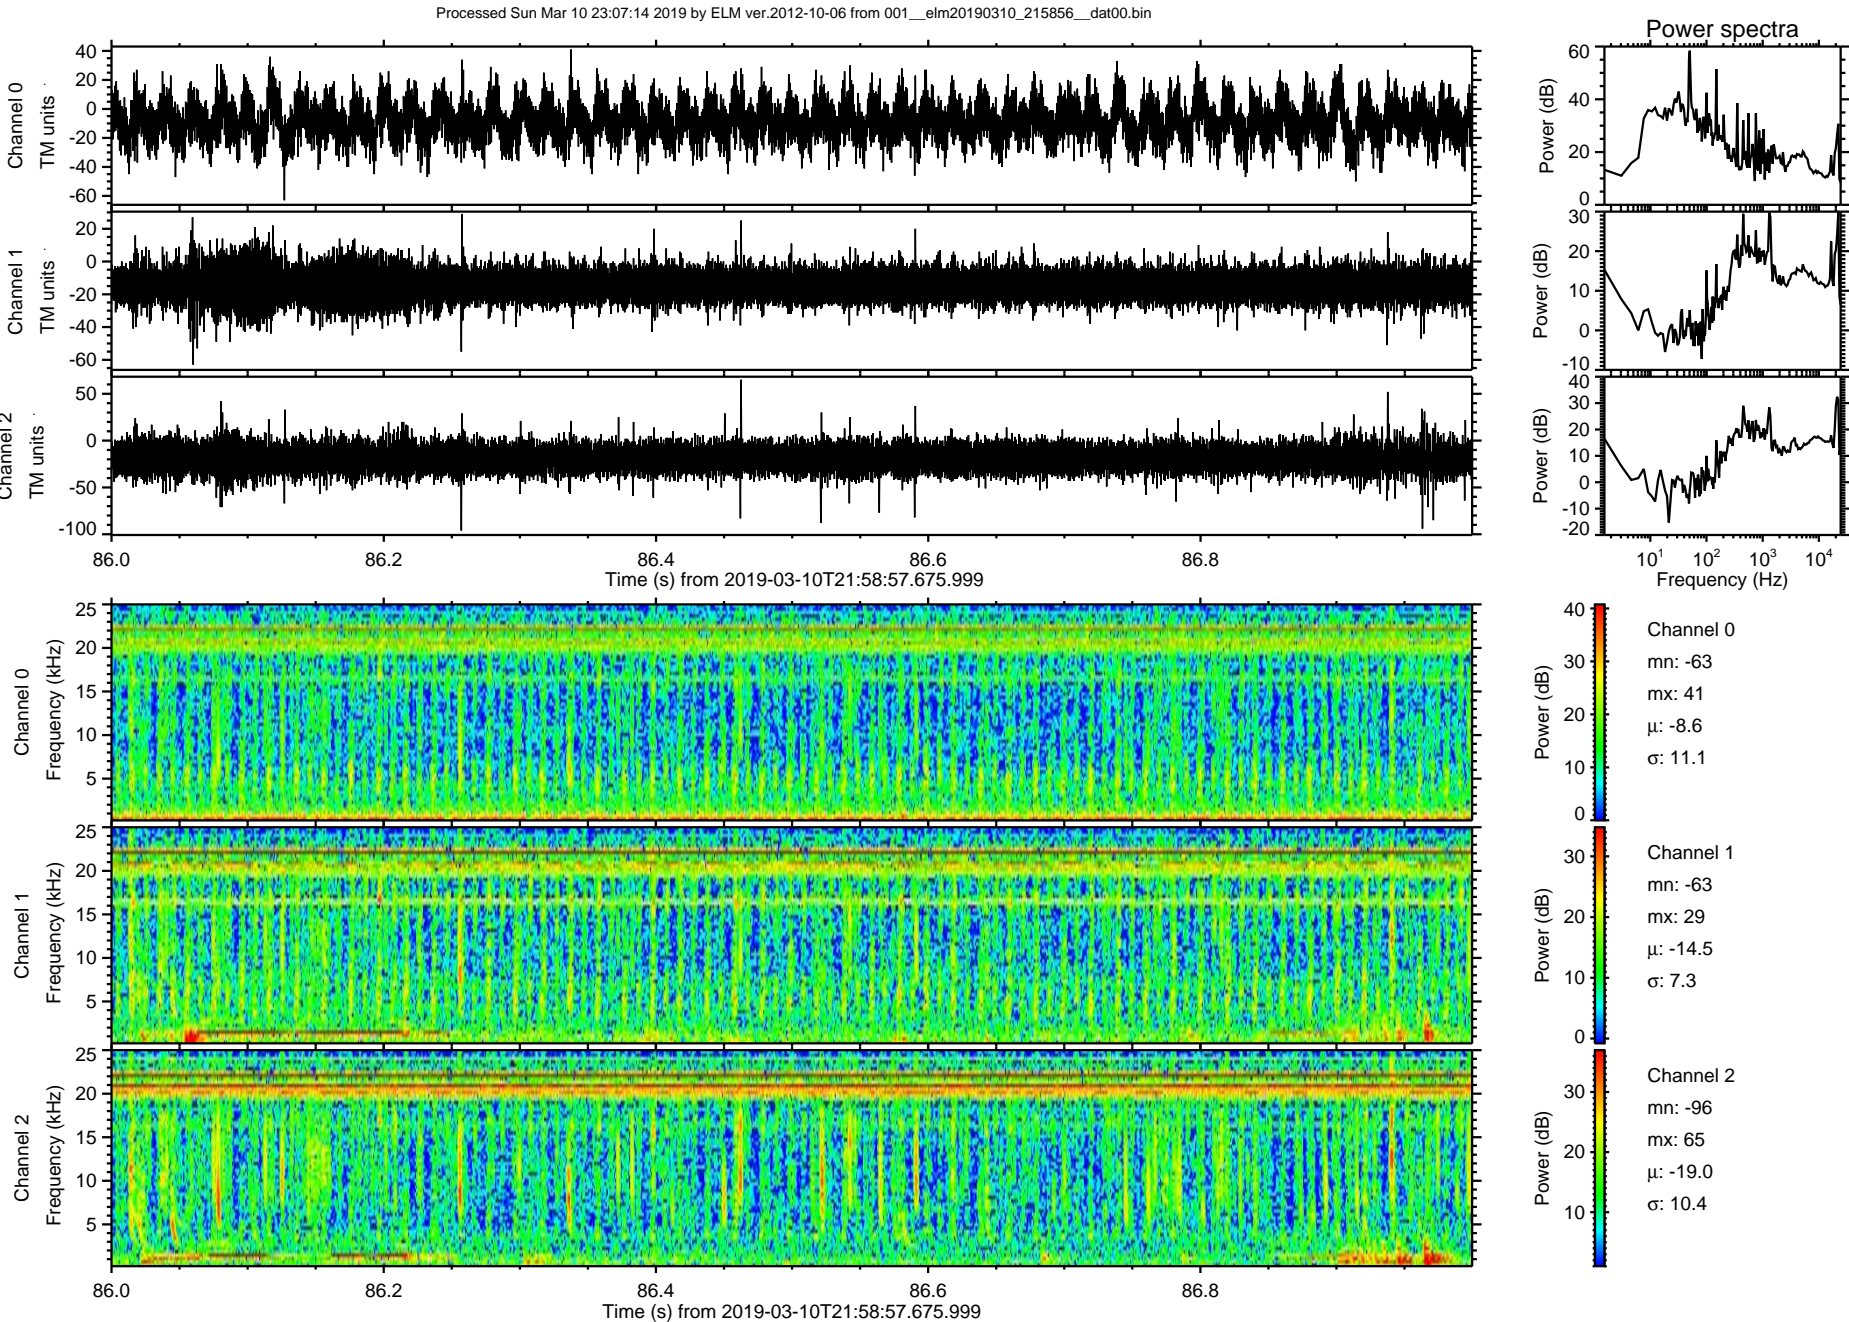 Processed Sun Mar 10 23:07:14 2019 by ELM ver.2012-10-06 from 001__elm20190310_215856__dat00.bin
Power spectra
Channel 0
TM units
40
20
0
-20
-40
-60
Power (dB)
60
40
20
0
Channel 1
TM units
20
0
-20
-40
-60
Power (dB)
30
20
10
0
-10
Channel 2
TM units
50
0
-50
-100
Power (dB)
40
30
20
10
0
-10
-20
86.0 86.2 86.4 86.6 86.8
Time (s) from 2019-03-10T21:58:57.675.999
10^1 10^2 10^3 10^4
Frequency (Hz)
Channel 0
Frequency (kHz)
25
20
15
10
5
Power (dB)
40
30
20
10
0
Channel 0
mn: -63
mx: 41
μ: -8.6
σ: 11.1
Channel 1
Frequency (kHz)
25
20
15
10
5
Power (dB)
30
20
10
0
Channel 1
mn: -63
mx: 29
μ: -14.5
σ: 7.3
Channel 2
Frequency (kHz)
25
20
15
10
5
Power (dB)
30
20
10
Channel 2
mn: -96
mx: 65
μ: -19.0
σ: 10.4
86.0 86.2 86.4 86.6 86.8
Time (s) from 2019-03-10T21:58:57.675.999